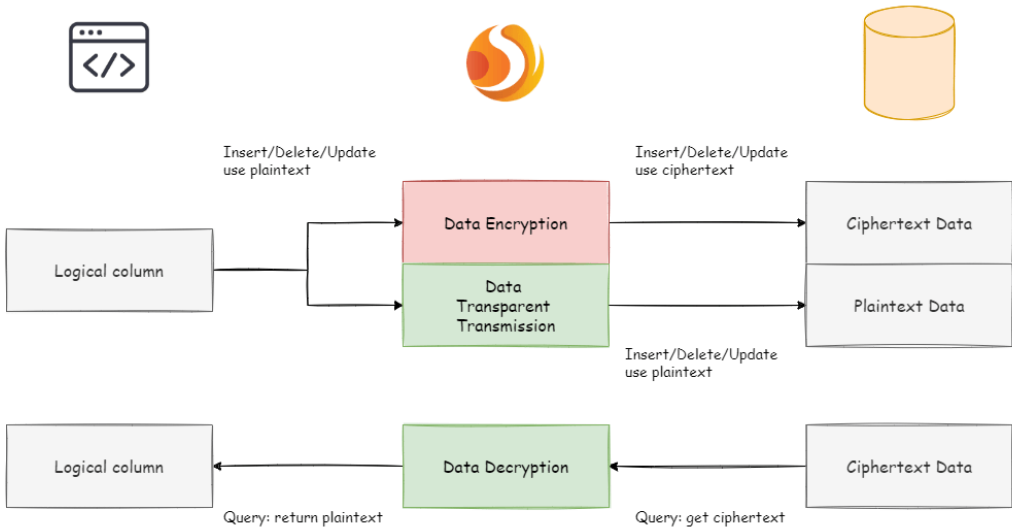 </>
Insert/Delete/Update
use plaintext
Insert/Delete/Update
use ciphertext
Logical column
Data Encryption
Ciphertext Data
Data
Transparent
Transmission
Plaintext Data
Insert/Delete/Update
use plaintext
Logical column
Data Decryption
Ciphertext Data
Query: return plaintext
Query: get ciphertext